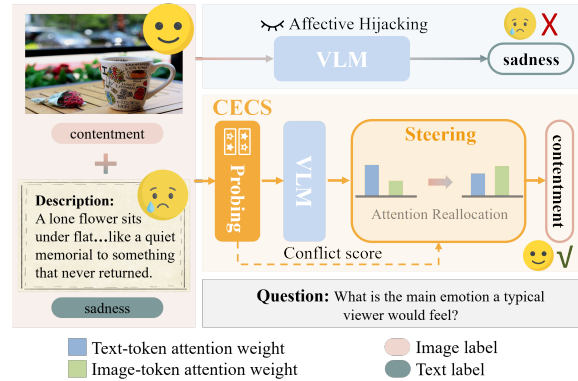 contentment
Description:
A lone flower sits
under flat…like a quiet
memorial to something
that never returned.
sadness
Affective Hijacking
VLM
sadness
X
CECS
Probing
VLM
Steering
Attention Reallocation
Conflict score
contentment
√
Question: What is the main emotion a typical
viewer would feel?
Text-token attention weight
Image-token attention weight
Image label
Text label